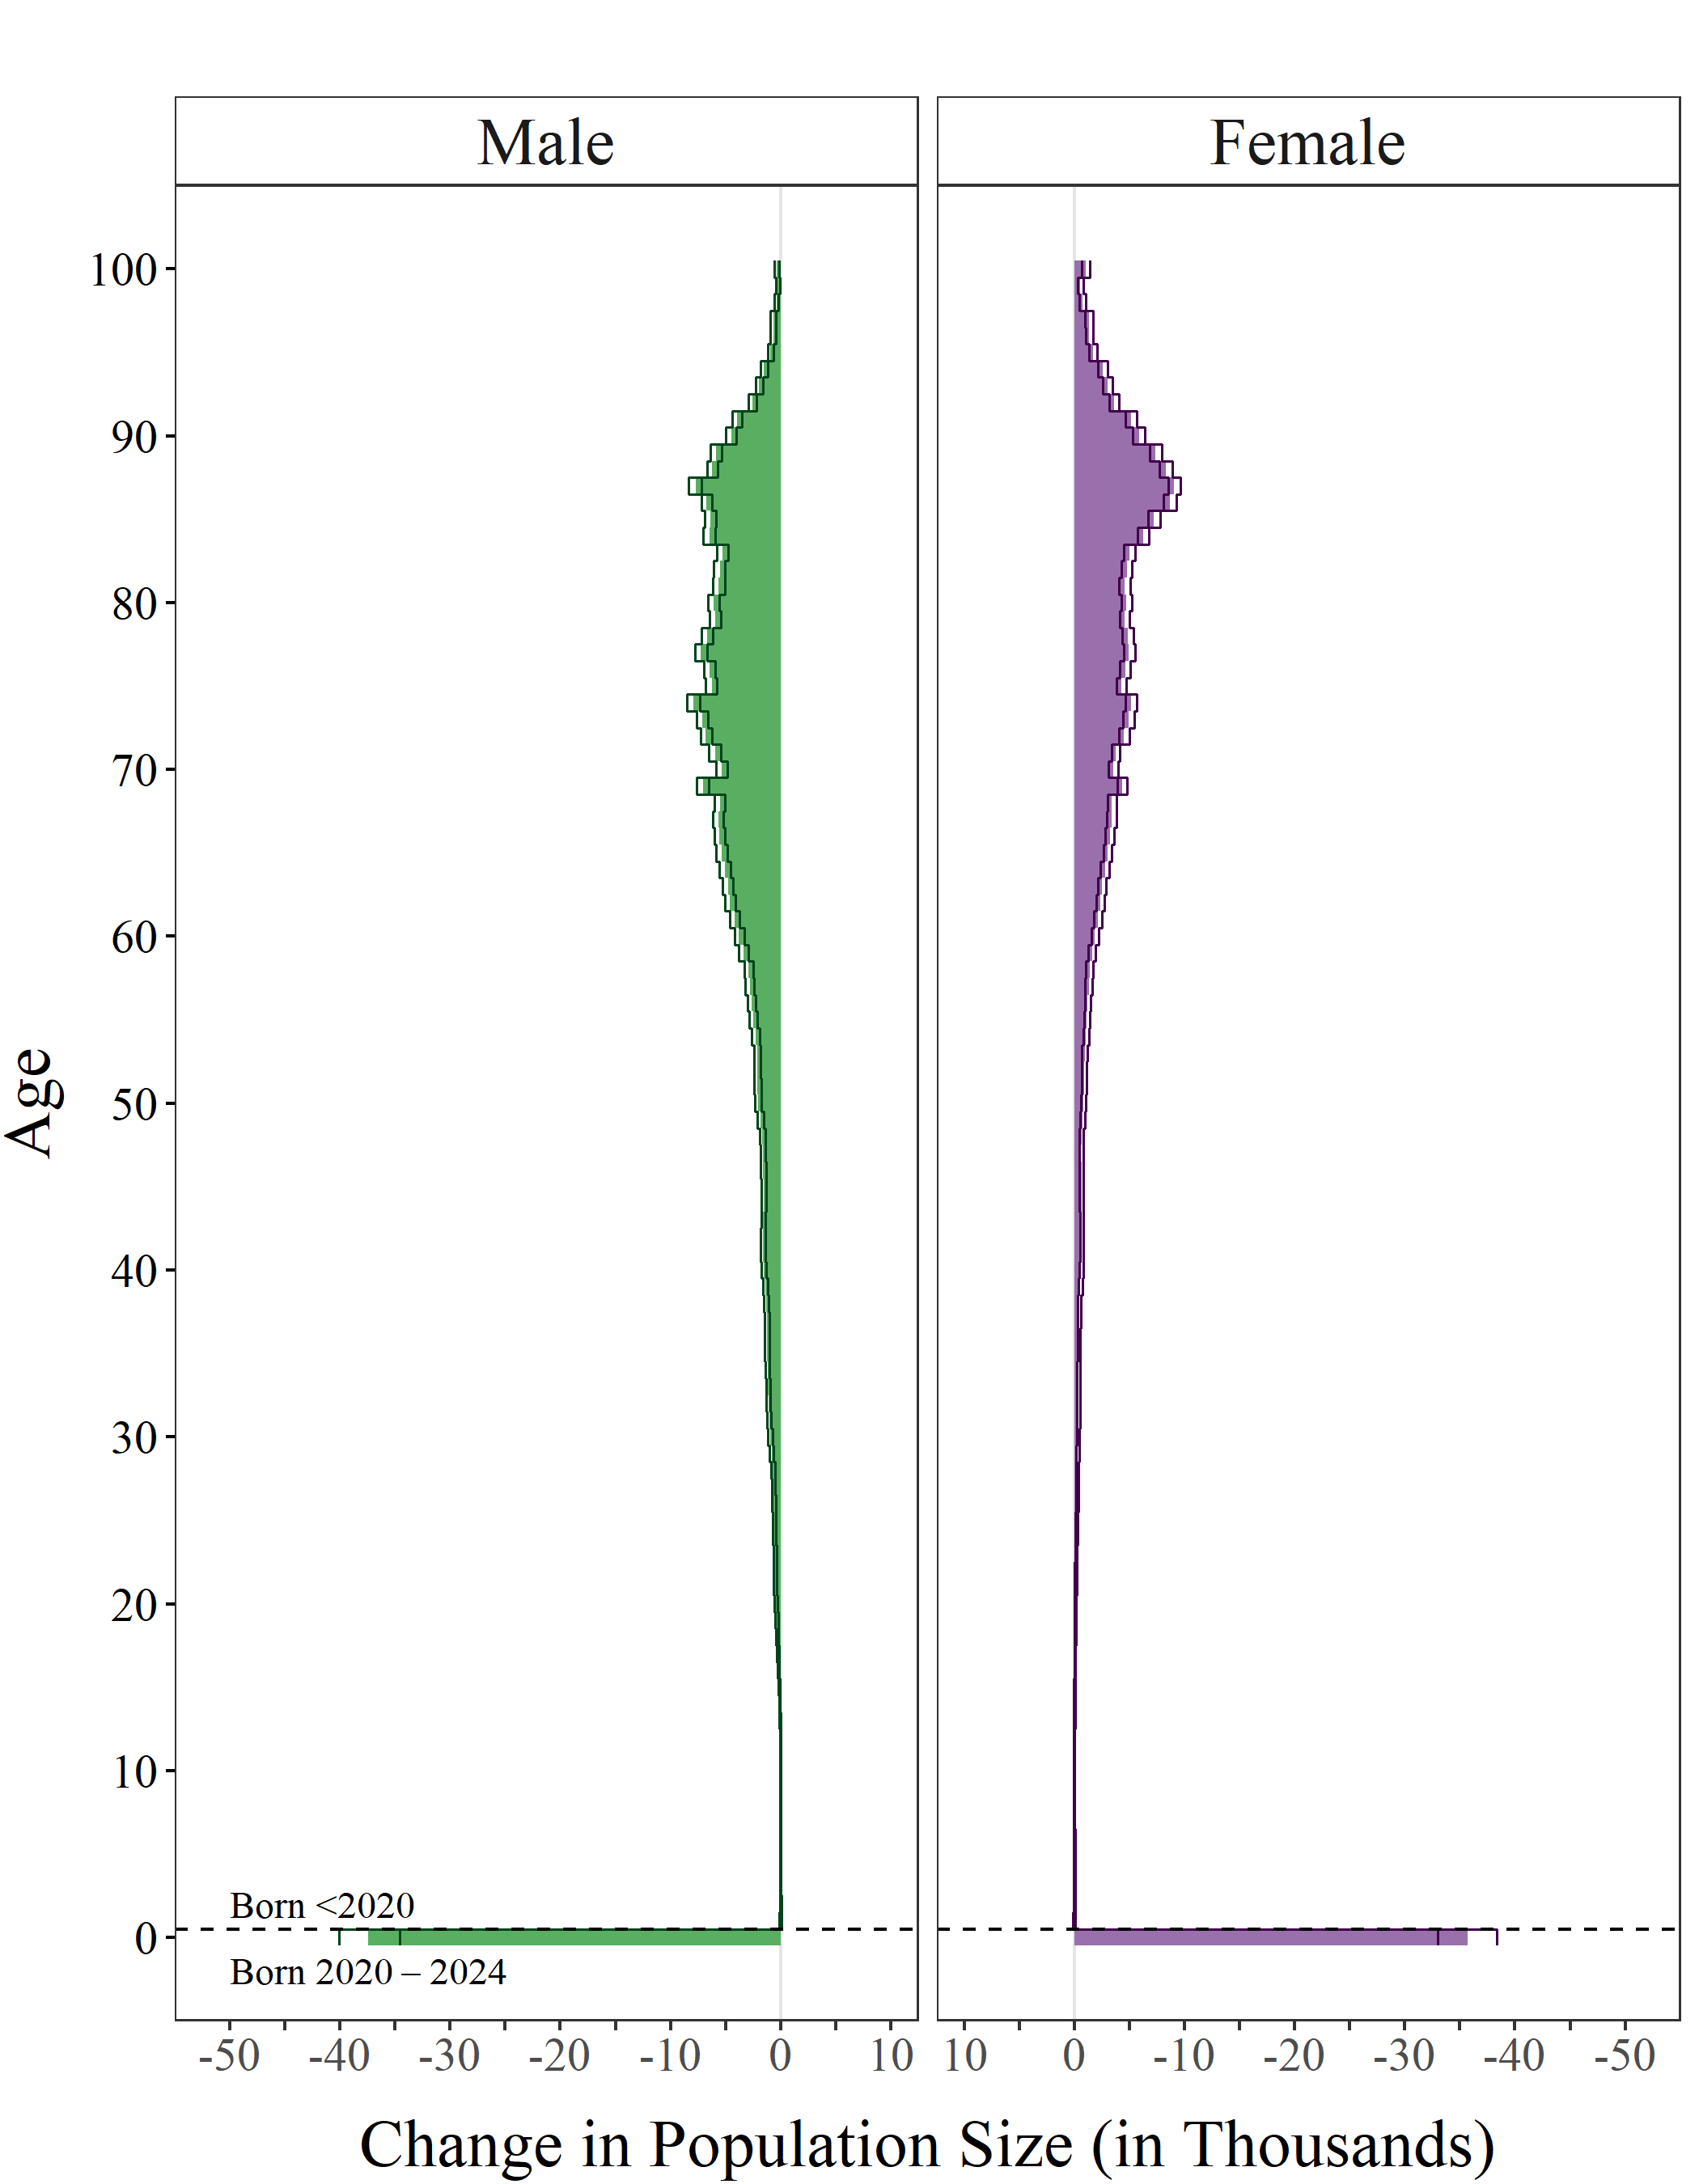 Male Female
100
90
80
70
60
50
40
30
20
10
0
Age
Born <2020
Born 2020 – 2024
-50 -40 -30 -20 -10 0 10 10 0 -10 -20 -30 -40 -50
Change in Population Size (in Thousands)